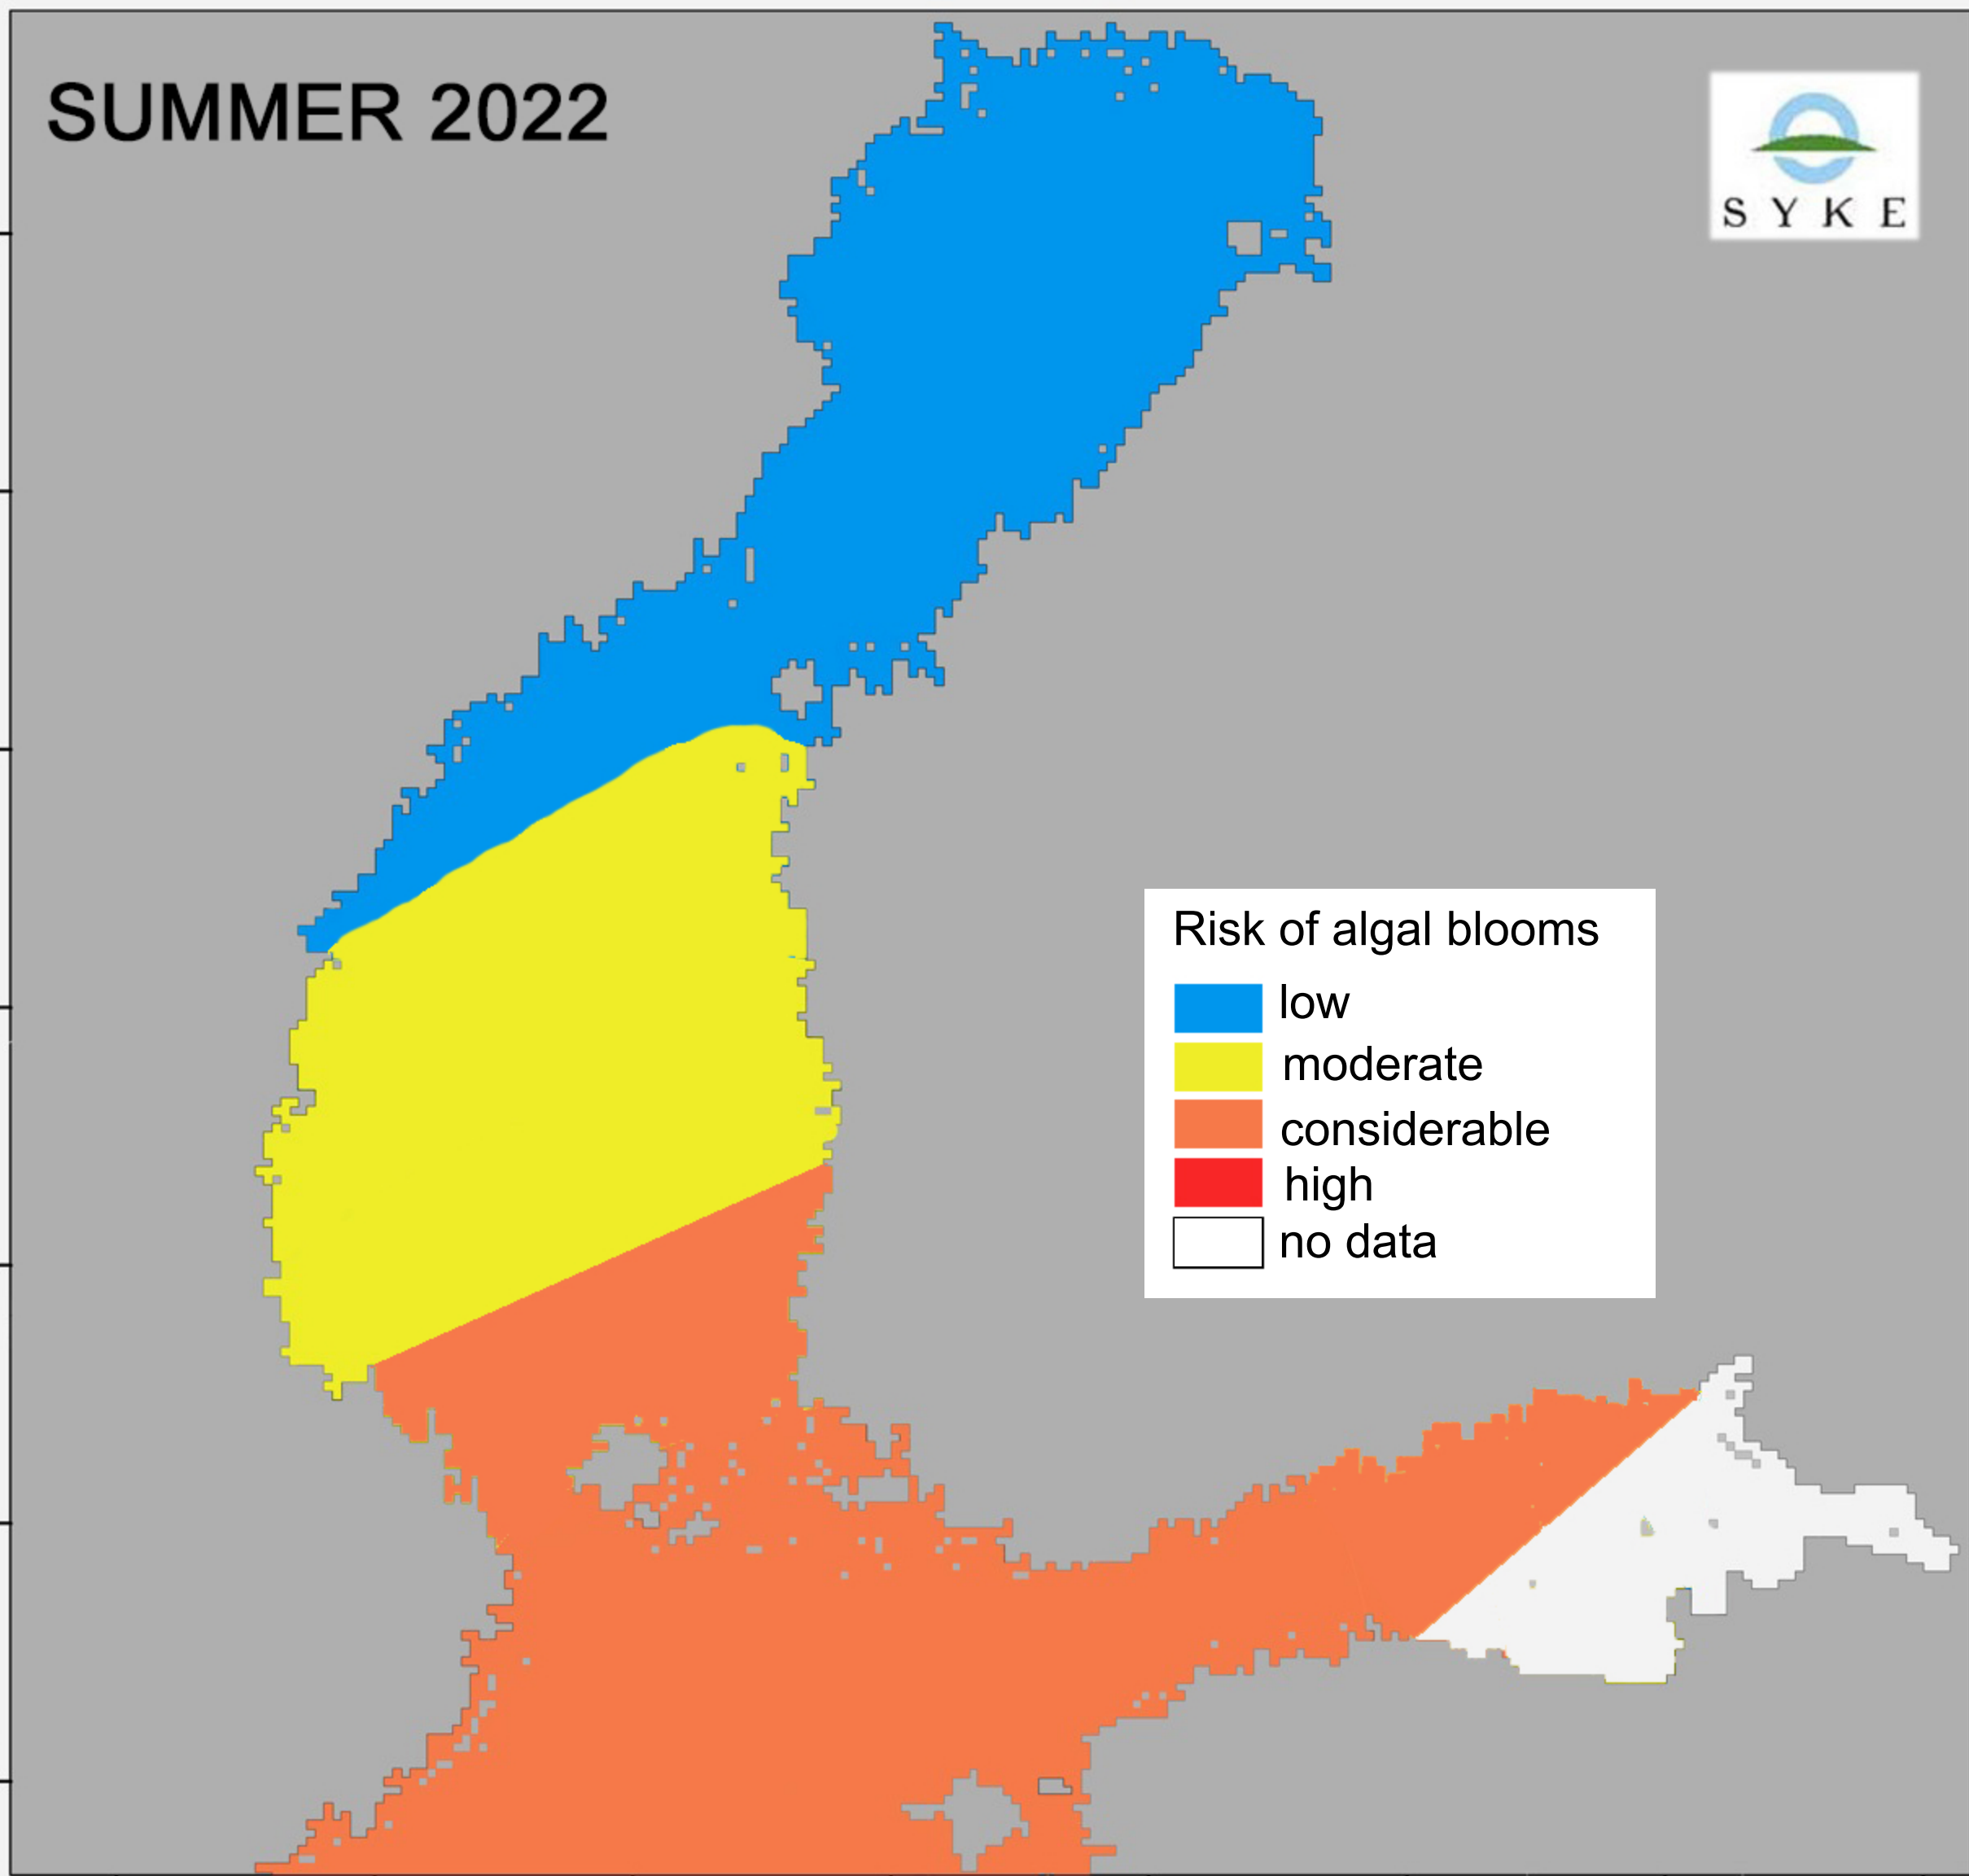 SUMMER 2022
SYKE
Risk of algal blooms
low
moderate
considerable
high
no data